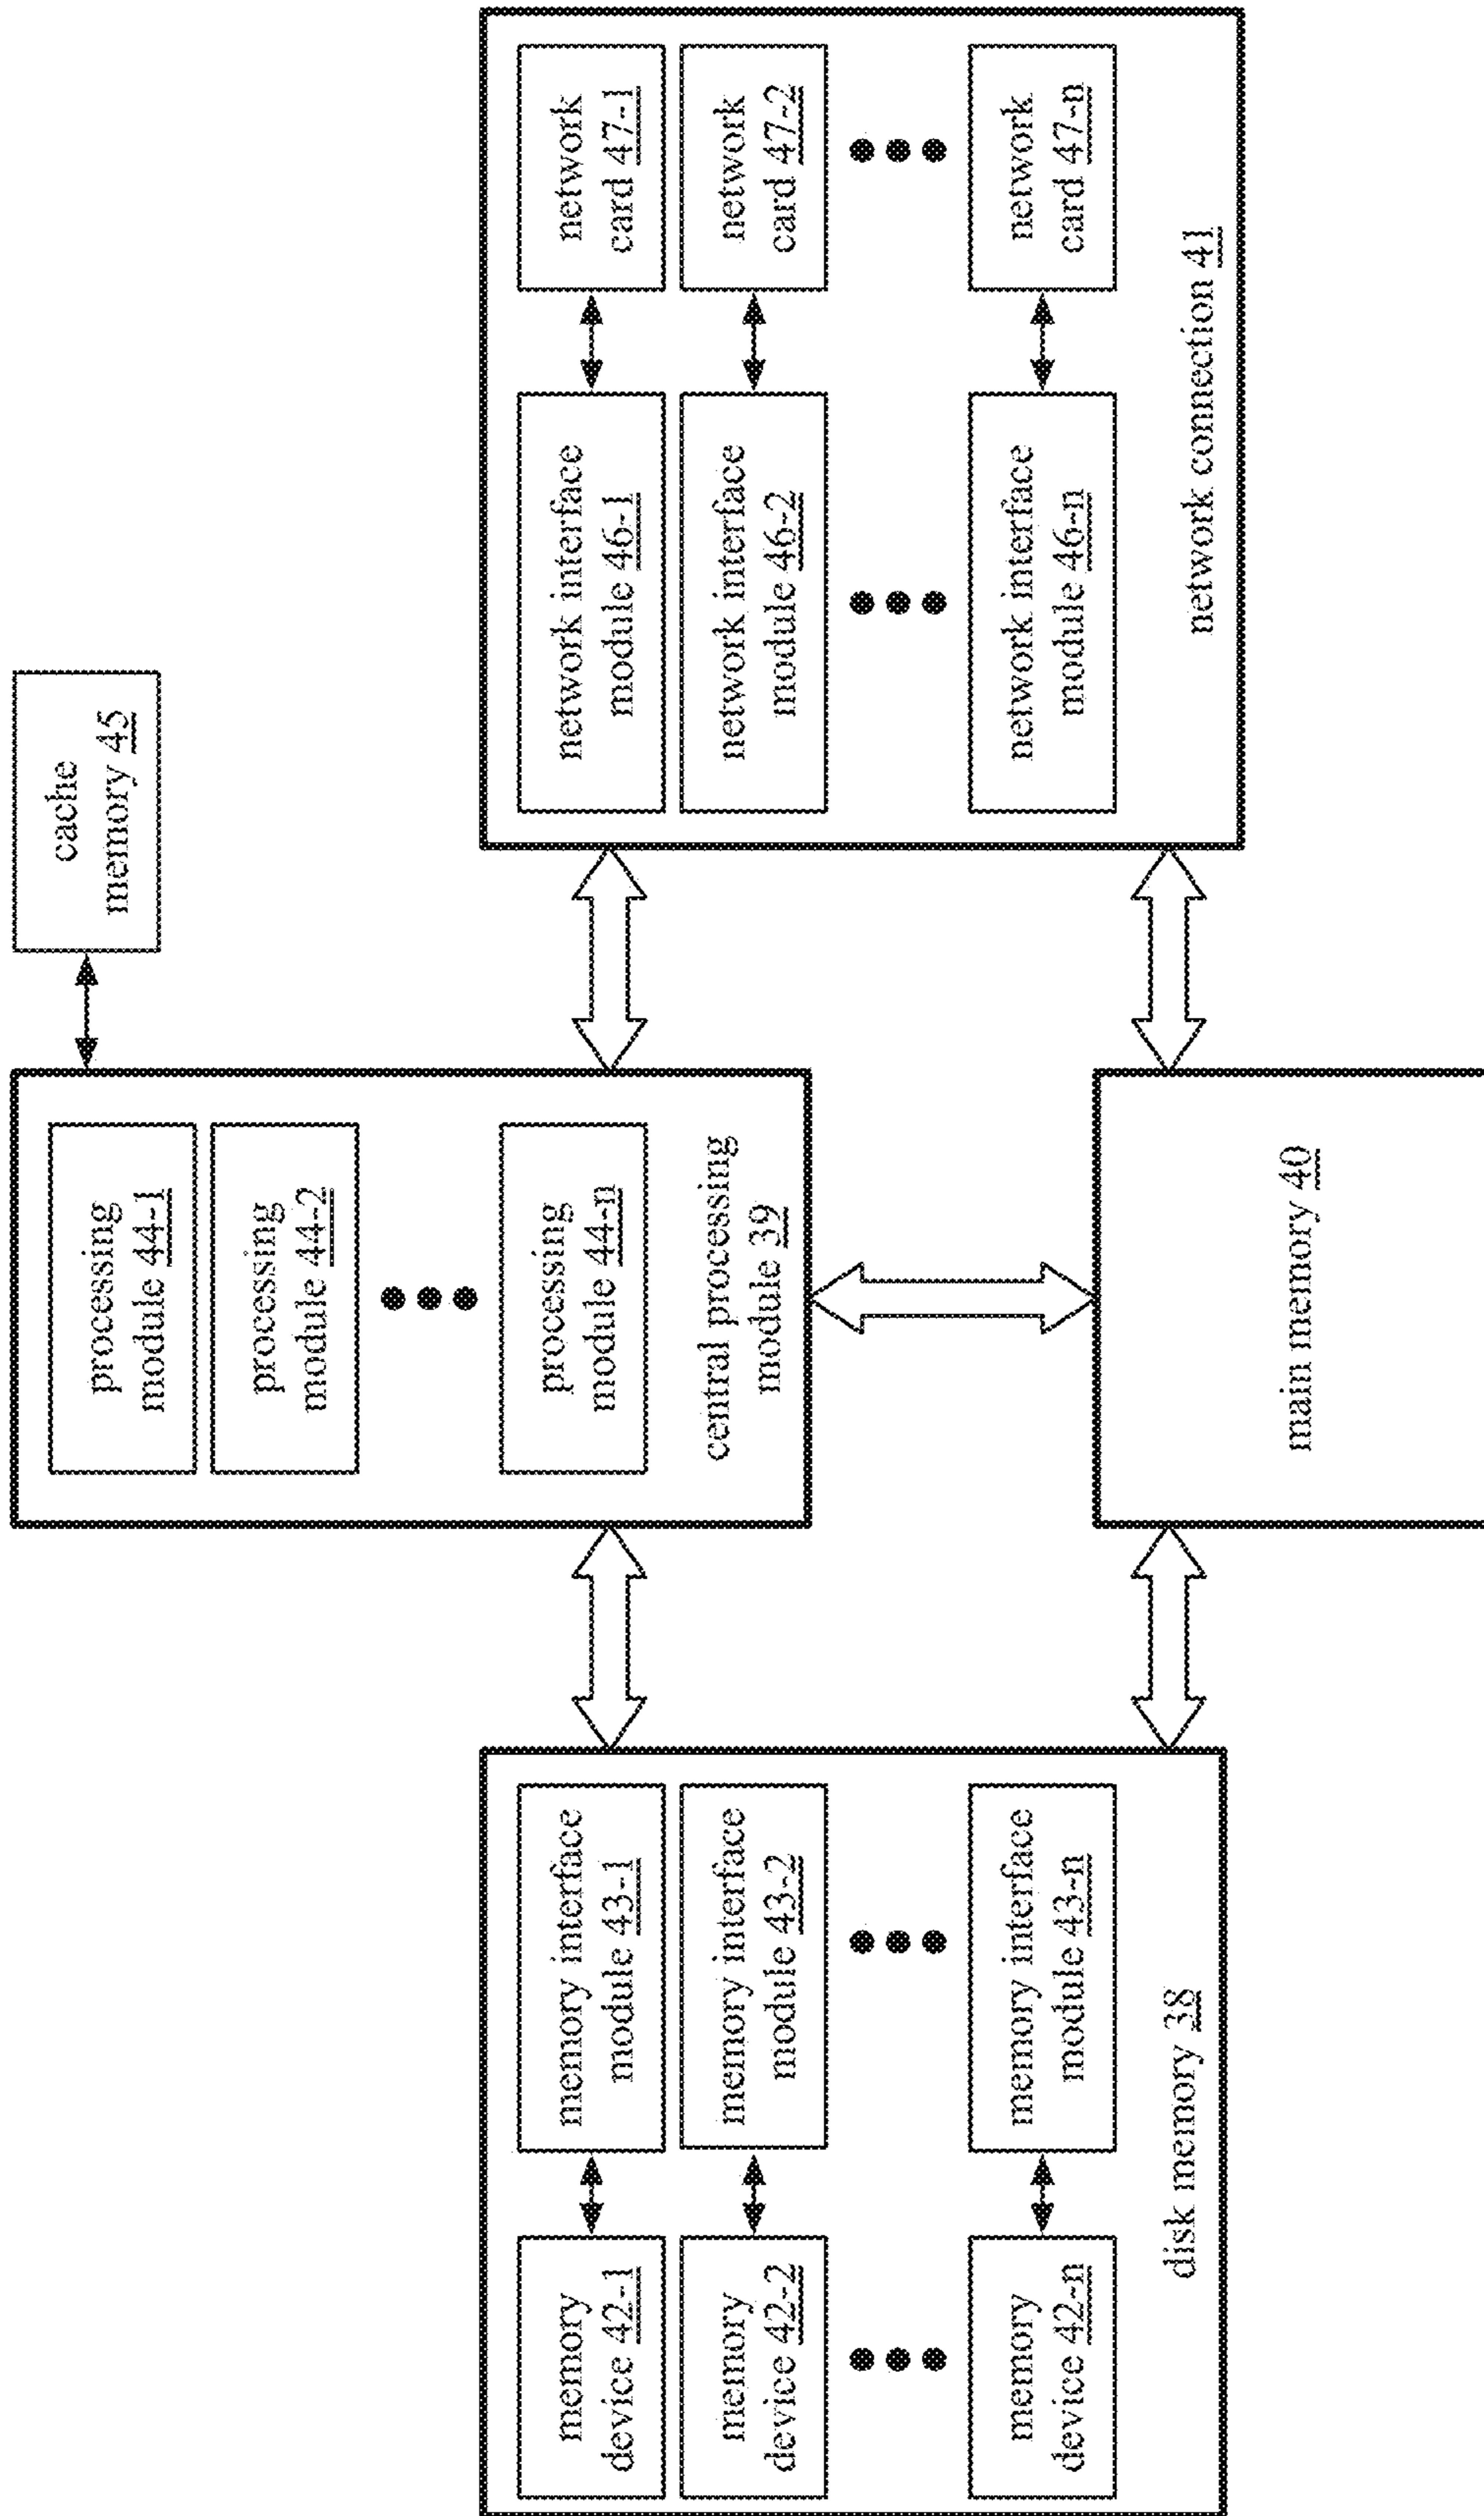 cache
memory 45
processing
module 44-1
processing
module 44-2
processing
module 44-n
central processing
module 39
memory
device 42-1
memory interface
module 43-1
memory
device 42-2
memory interface
module 43-2
memory
device 42-n
memory interface
module 43-n
disk memory 38
network interface
module 46-1
network
card 47-1
network interface
module 46-2
network
card 47-2
network interface
module 46-n
network
card 47-n
network connection 41
main memory 40